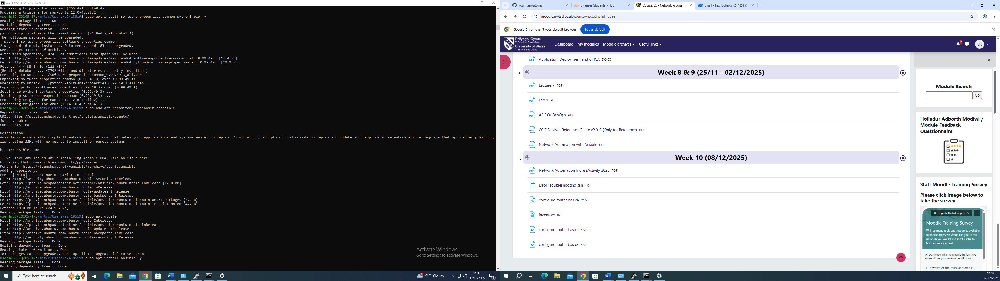 user1@SC-IQ205-17: ~/2418519
Processing triggers for systemd (255.4-1ubuntu8.4) ...
Processing triggers for man-db (2.12.0-4build2) ...
user1@SC-IQ205-17:/mnt/c/Users/s2418519$ sudo apt install software-properties-common python3-pip -y
Reading package lists... Done
Building dependency tree... Done
Reading state information... Done
python3-pip is already the newest version (24.0+dfsg-1ubuntu1.3).
The following packages will be upgraded:
  python3-software-properties software-properties-common
2 upgraded, 0 newly installed, 0 to remove and 183 not upgraded.
Need to get 44.4 kB of archives.
After this operation, 1024 B of additional disk space will be used.
Get:1 http://archive.ubuntu.com/ubuntu noble-updates/main amd64 software-properties-common all 0.99.49.3 [14.4 kB]
Get:2 http://archive.ubuntu.com/ubuntu noble-updates/main amd64 python3-software-properties all 0.99.49.3 [29.9 kB]
Fetched 44.4 kB in 0s (222 kB/s)
(Reading database ... 47792 files and directories currently installed.)
Preparing to unpack .../software-properties-common_0.99.49.3_all.deb ...
Unpacking software-properties-common (0.99.49.3) over (0.99.49.1) ...
Preparing to unpack .../python3-software-properties_0.99.49.3_all.deb ...
Unpacking python3-software-properties (0.99.49.3) over (0.99.49.1) ...
Setting up python3-software-properties (0.99.49.3) ...
Setting up software-properties-common (0.99.49.3) ...
Processing triggers for man-db (2.12.0-4build2) ...
Processing triggers for dbus (1.14.10-4ubuntu4.1) ...
user1@SC-IQ205-17:/mnt/c/Users/s2418519$ sudo add-apt-repository ppa:ansible/ansible
Repository: 'Types: deb
URIs: https://ppa.launchpadcontent.net/ansible/ansible/ubuntu/
Suites: noble
Components: main
'
Description:
Ansible is a radically simple IT automation platform that makes your applications and systems easier to deploy. Avoid writing scripts or custom code to deploy and update your applications— automate in a language that approaches plain Eng
lish, using SSH, with no agents to install on remote systems.
http://ansible.com/
If you face any issues while installing Ansible PPA, file an issue here:
https://github.com/ansible-community/ppa/issues
More info: https://launchpad.net/~ansible/+archive/ubuntu/ansible
Adding repository.
Press [ENTER] to continue or Ctrl-c to cancel.
Hit:1 http://security.ubuntu.com/ubuntu noble-security InRelease
Get:2 https://ppa.launchpadcontent.net/ansible/ansible/ubuntu noble InRelease [17.8 kB]
Hit:3 http://archive.ubuntu.com/ubuntu noble InRelease
Hit:4 http://archive.ubuntu.com/ubuntu noble-updates InRelease
Hit:5 http://archive.ubuntu.com/ubuntu noble-backports InRelease
Get:6 https://ppa.launchpadcontent.net/ansible/ansible/ubuntu noble/main amd64 Packages [772 B]
Get:7 https://ppa.launchpadcontent.net/ansible/ansible/ubuntu noble/main Translation-en [472 B]
Fetched 19.0 kB in 1s (24.1 kB/s)
Reading package lists... Done
user1@SC-IQ205-17:/mnt/c/Users/s2418519$ sudo apt update
Hit:1 http://archive.ubuntu.com/ubuntu noble InRelease
Hit:2 https://ppa.launchpadcontent.net/ansible/ansible/ubuntu noble InRelease
Hit:3 http://archive.ubuntu.com/ubuntu noble-updates InRelease
Hit:4 http://archive.ubuntu.com/ubuntu noble-backports InRelease
Hit:5 http://security.ubuntu.com/ubuntu noble-security InRelease
Reading package lists... Done
Building dependency tree... Done
Reading state information... Done
183 packages can be upgraded. Run 'apt list --upgradable' to see them.
user1@SC-IQ205-17:/mnt/c/Users/s2418519$ sudo apt install ansible -y
Reading package lists... Done
Building dependency tree... Done
Activate Windows
Go to Settings to activate Windows.
Type here to search
9°C Cloudy
11:33
17/12/2025
3
Your Repositories
Swansea Students » Hub
Course: L5 - Network Programm
Email - Leo Richards (2418519)
moodle.uwtsd.ac.uk/course/view.php?id=8699
Google Chrome isn't your default browser
Set as default
Prifysgol Cymru
Y Drindod Dewi Sant
University of Wales
Trinity Saint David
Dashboard
My modules
Moodle archives
Useful links
2
LR
Application Deployment and CI ICA DOCX
9
Week 8 & 9 (25/11 - 02/12/2025)
Lecture 7 PDF
Lab 9 PDF
ABC Of DevOps PDF
CCIE DevNet Reference Guide v2.0-3 (Only for Reference) PDF
Network Automation with Ansible PDF
10
Week 10 (08/12/2025)
Network Automation InclassActivity 2025 PDF
Error Troubleshooting ssh TXT
configure router basic4 YAML
inventory INI
configure router basic2 YML
configure router basic3 YML
Module Search
Go
Holiadur Adborth Modiwl /
Module Feedback
Questionnaire
Staff Moodle Training Survey
Please click image below to
take the survey.
English (United Kingdo...
Moodle Training Survey
With so many tools and resources available
to choose from, we would like you to tell
us which you would find most useful to
learn more about first
Hi, Dominique. When you submit this form, the
owner will see your name and email address.
1. In which of the following areas
11:33
17/12/2025